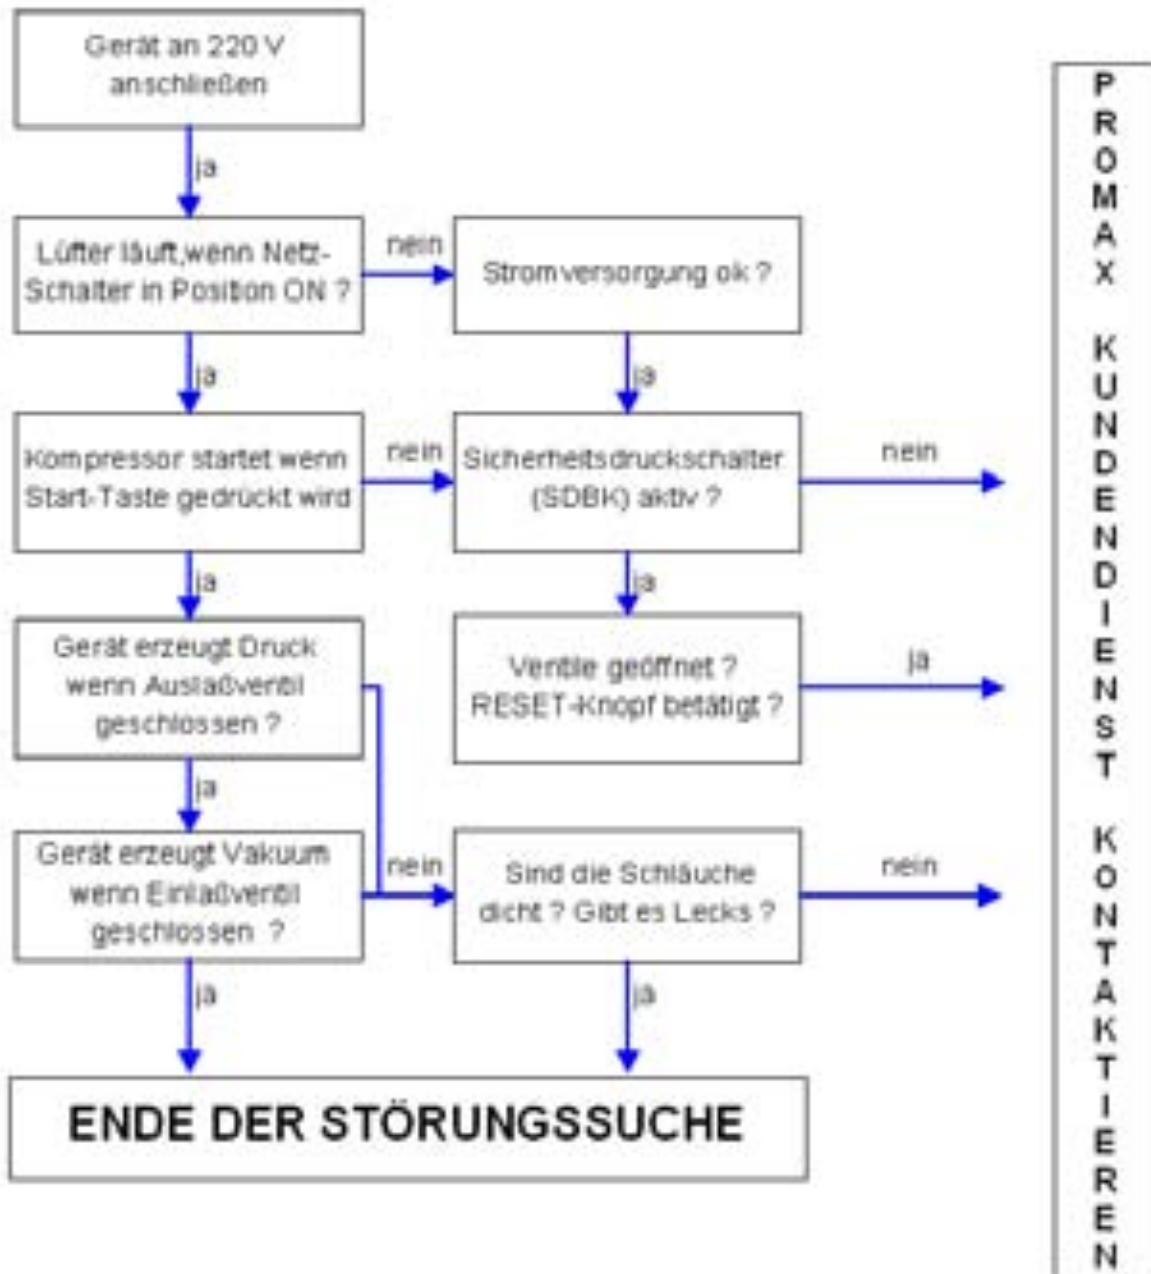 Gerät an 220 V
anschließen
ja
Lüfter läuft,wenn Netz-
Schalter in Position ON ?
nein
Stromversorgung ok ?
ja
ja
Kompressor startet wenn
Start-Taste gedrückt wird
nein
Sicherheitsdruckschalter
(SDBK) aktiv ?
nein
ja
ja
Gerät erzeugt Druck
wenn Auslaßventil
geschlossen ?
Ventile geöffnet ?
RESET-Knopf betätigt ?
ja
ja
Gerät erzeugt Vakuum
wenn Einlaßventil
geschlossen ?
nein
Sind die Schläuche
dicht ? Gibt es Lecks ?
nein
ja
ja
ENDE DER STÖRUNGSSUCHE
PROMAX KUNDENDIENST KONTAKTIEREN